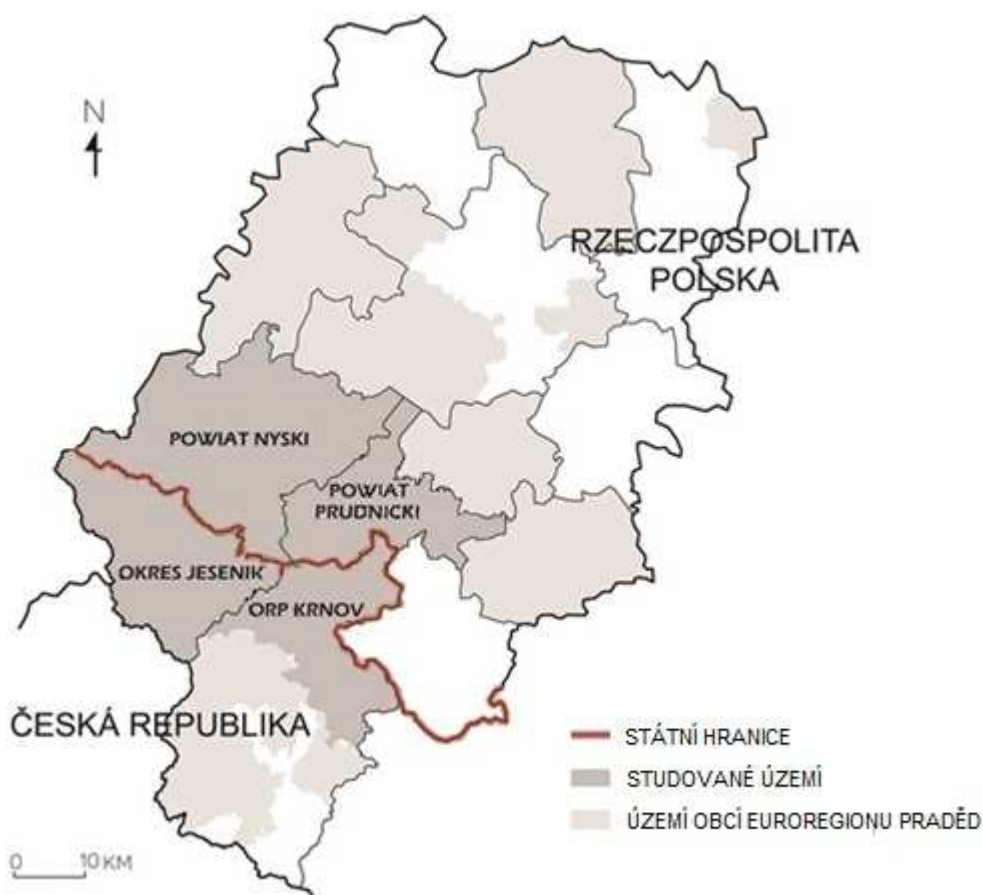 N
RZECZPOSPOLITA
POLSKA
POWIAT NYSKI
POWIAT
PRUDNICKI
OKRES JESENIK
ORP KRNOV
ČESKÁ REPUBLIKA
STÁTNÍ HRANICE
STUDOVANÉ ÚZEMÍ
ÚZEMÍ OBCÍ EUROREGIONU PRADĚD
0 10 KM